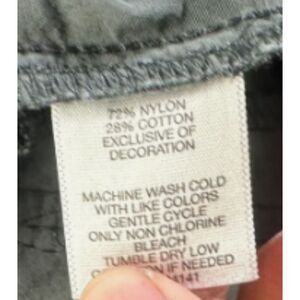 72% NYLON
28% COTTON
EXCLUSIVE OF
DECORATION
MACHINE WASH COLD
WITH LIKE COLORS
GENTLE CYCLE
ONLY NON CHLORINE
BLEACH
TUMBLE DRY LOW
IF NEEDED
4141